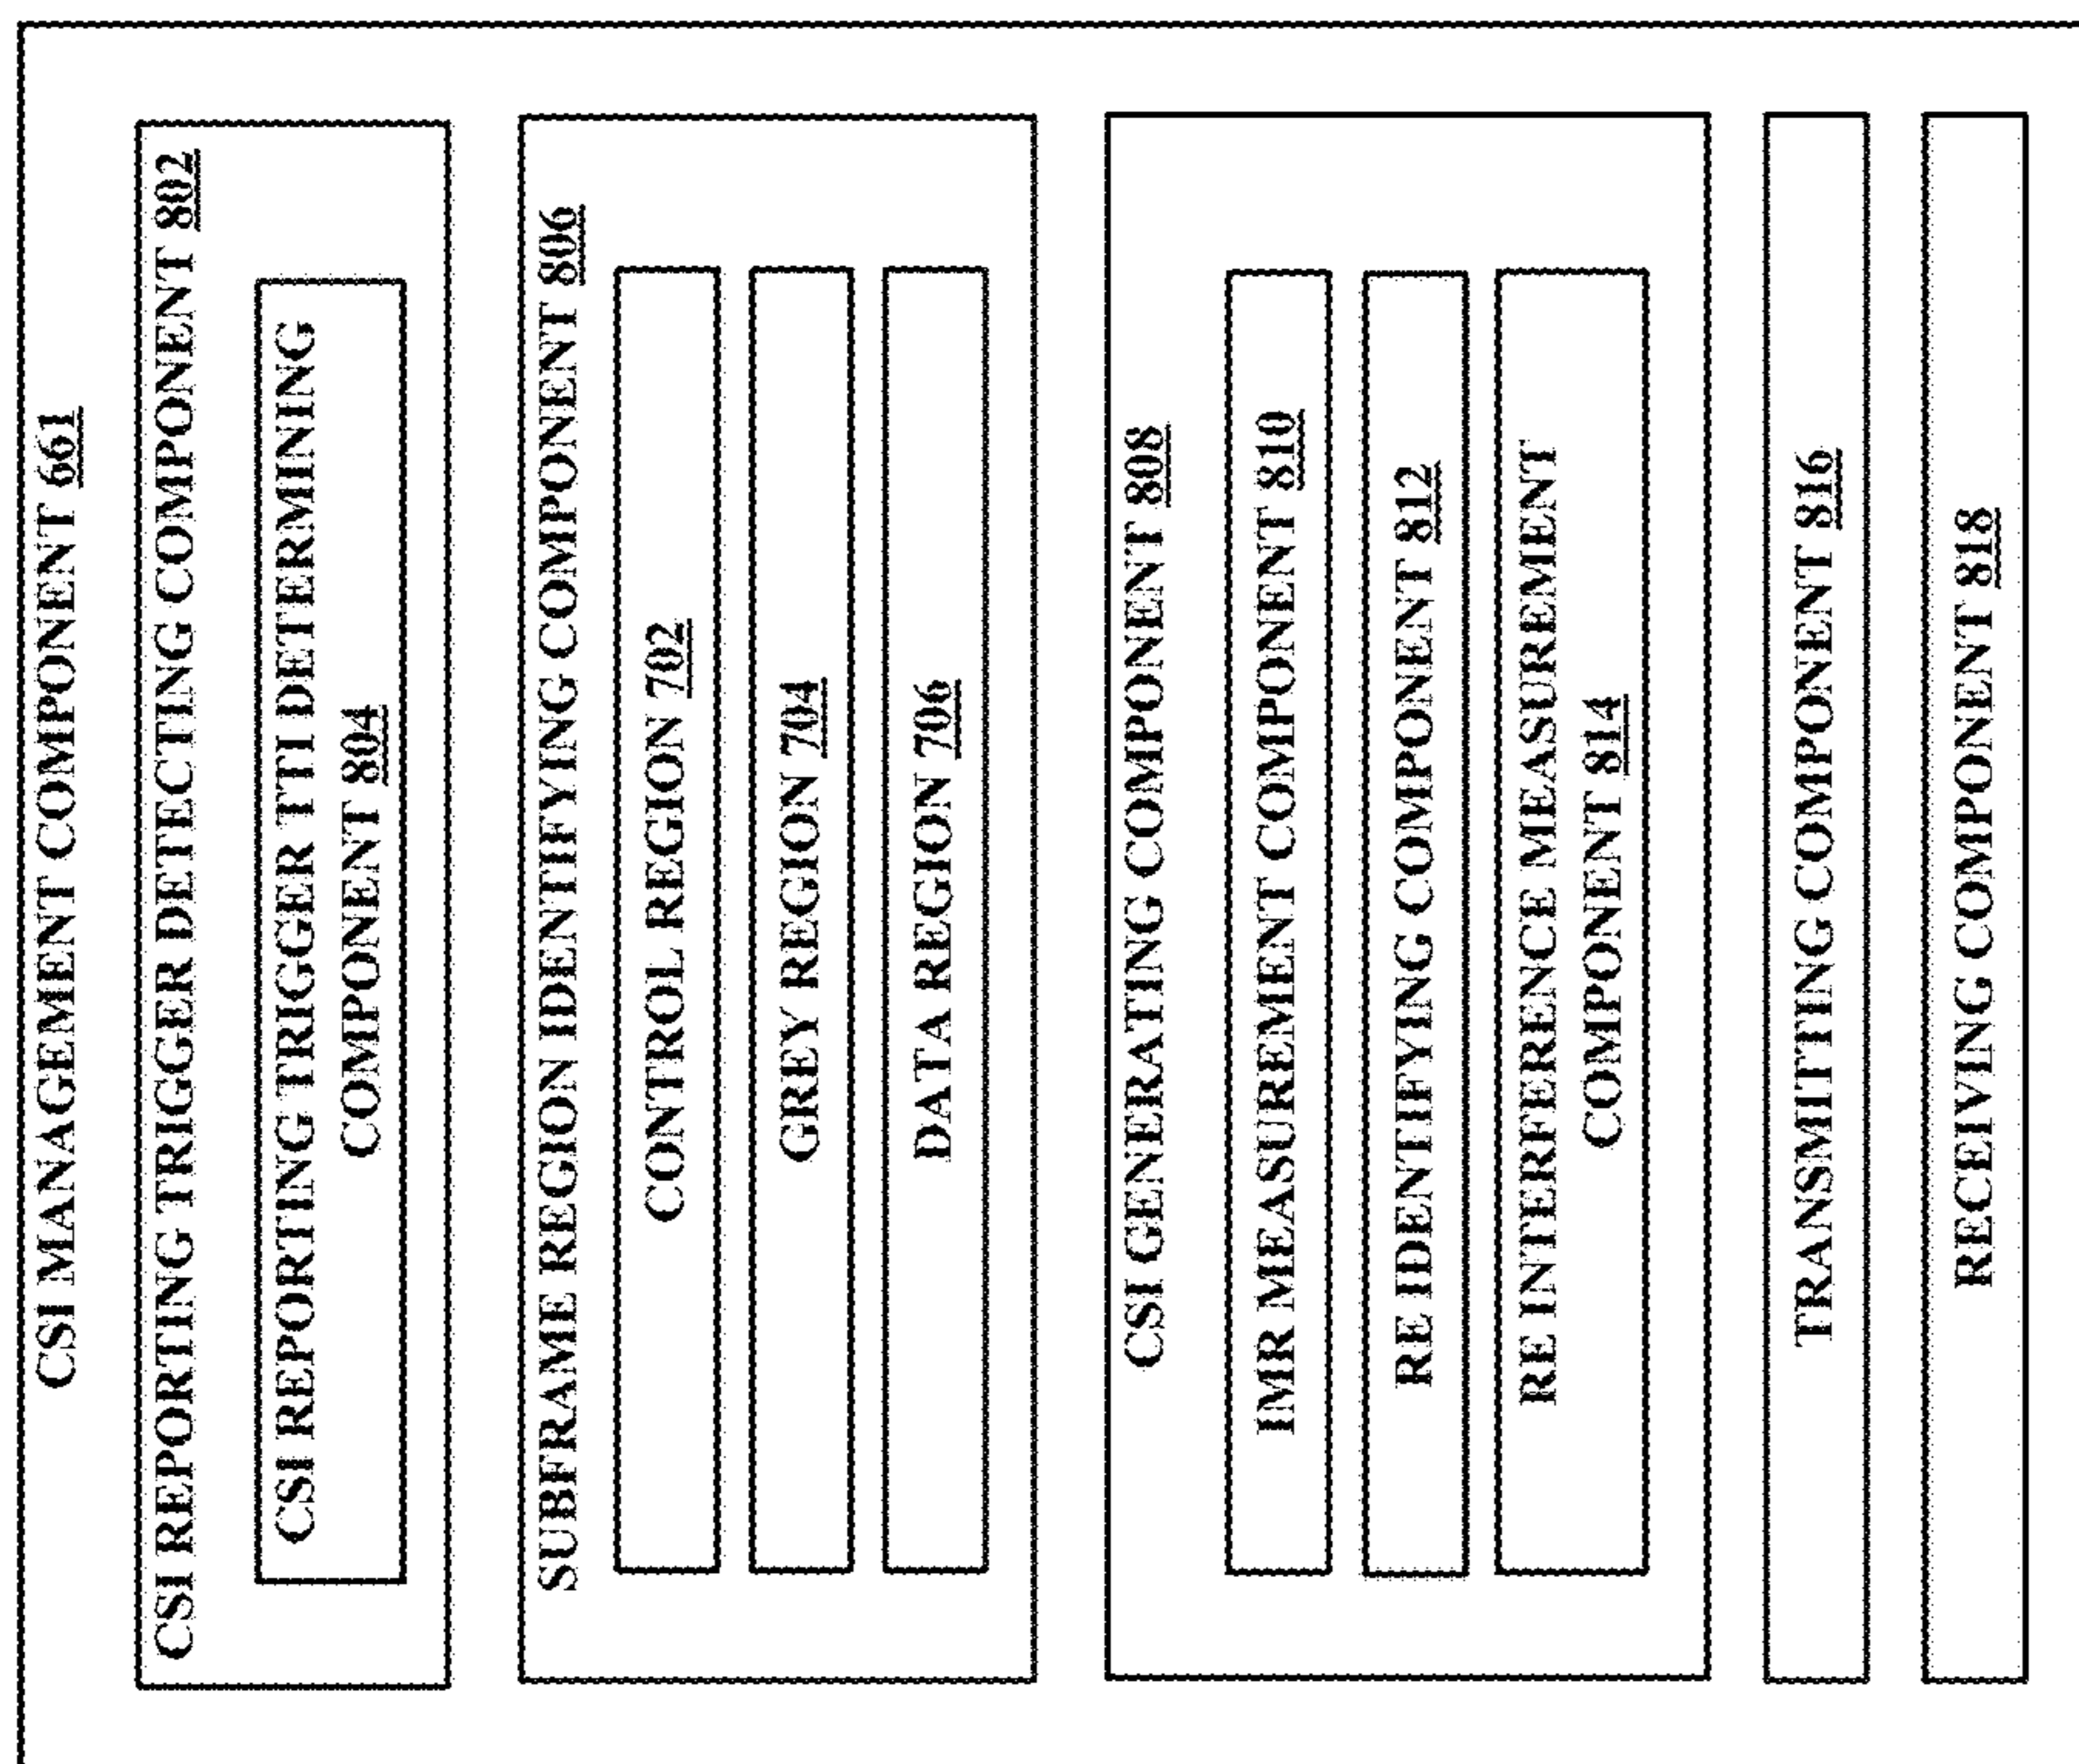 CSI MANAGEMENT COMPONENT 661
CSI REPORTING TRIGGER DETECTING COMPONENT 802
CSI REPORTING TRIGGER TTI DETERMINING
COMPONENT 804
SUBFRAME REGION IDENTIFYING COMPONENT 806
CONTROL REGION 702
GREY REGION 704
DATA REGION 706
CSI GENERATING COMPONENT 808
IMR MEASUREMENT COMPONENT 810
RE IDENTIFYING COMPONENT 812
RE INTERFERENCE MEASUREMENT
COMPONENT 814
TRANSMITTING COMPONENT 816
RECEIVING COMPONENT 818